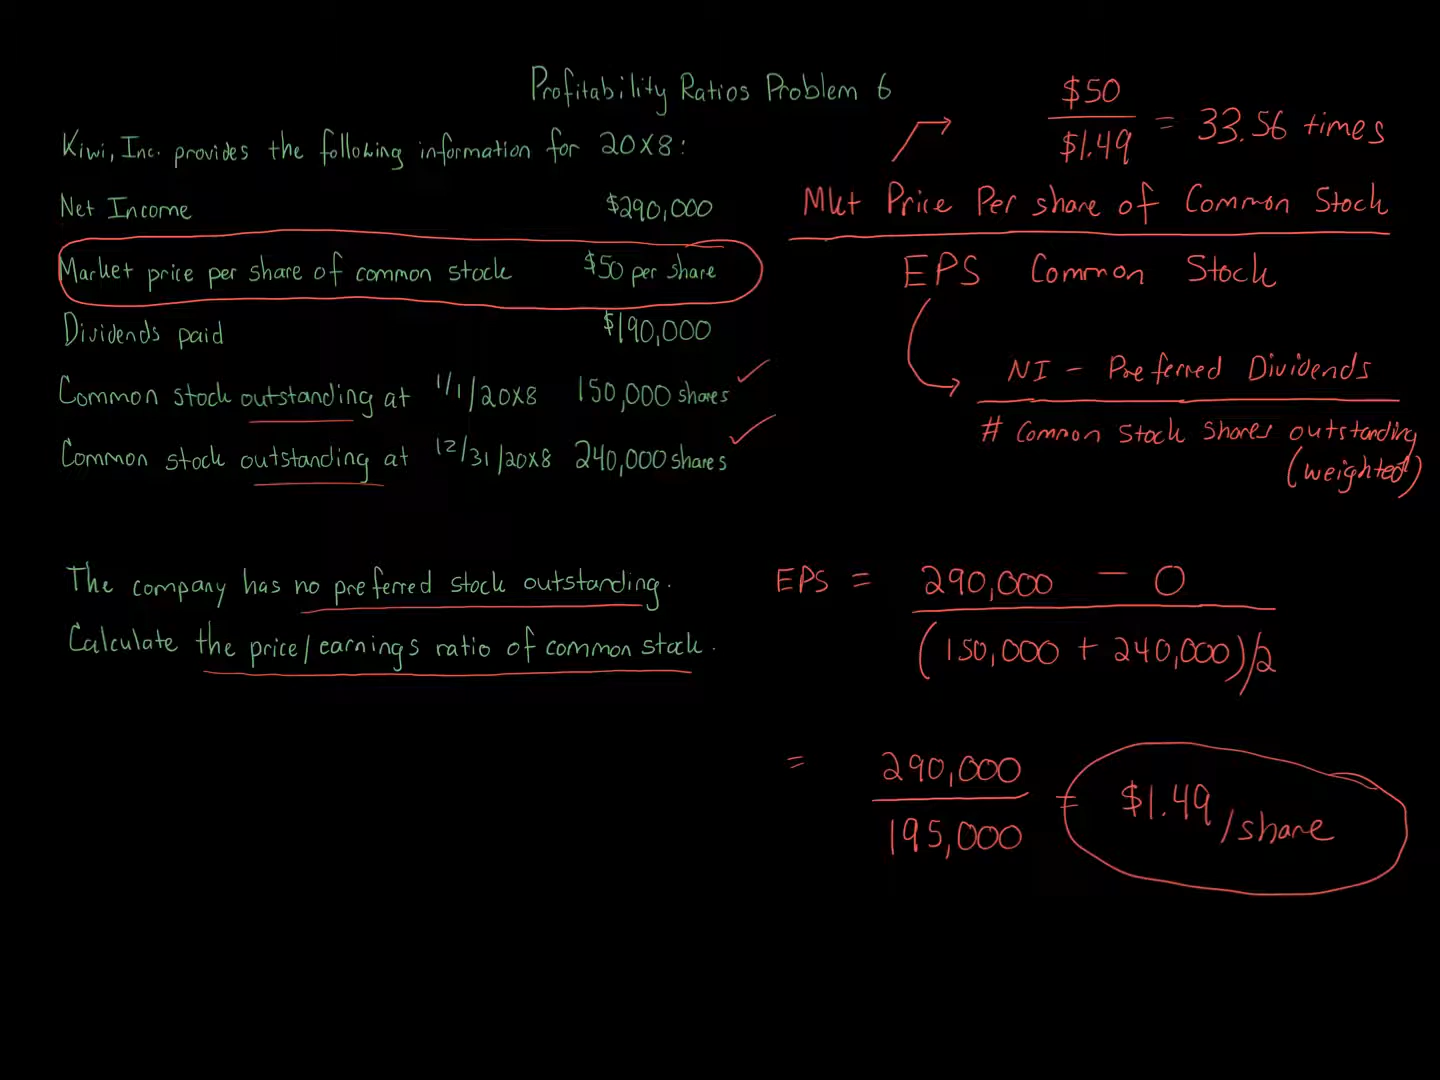 Profitability Ratios Problem 6
Kiwi, Inc. provides the following information for 20X8:
Net Income $290,000
Market price per share of common stock $50 per share
Dividends paid $190,000
Common stock outstanding at 1/1/20X8 150,000 shares
Common stock outstanding at 12/31/20X8 240,000 shares
The company has no preferred stock outstanding.
Calculate the price/earnings ratio of common stock.
$50
$1.49
= 33.56 times
Mkt Price Per share of Common Stock
EPS Common Stock
NI - Preferred Dividends
# Common Stock Shares outstanding
(weighted)
EPS = 290,000 - 0
(150,000 + 240,000)/2
= 290,000
195,000
= $1.49/share